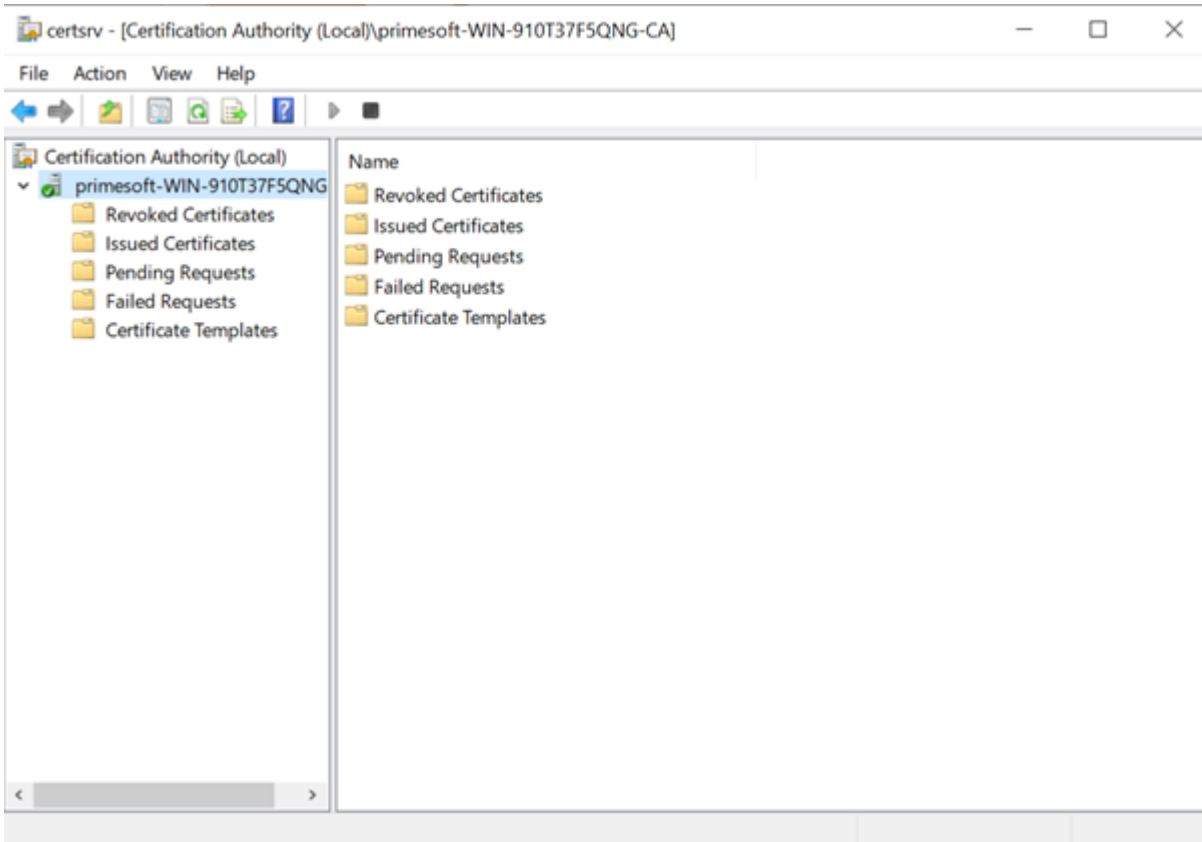 certsrv - [Certification Authority (Local)\primesoft-WIN-910T37F5QNG-CA]
File Action View Help
Certification Authority (Local)
primesoft-WIN-910T37F5QNG
Revoked Certificates
Issued Certificates
Pending Requests
Failed Requests
Certificate Templates
Name
Revoked Certificates
Issued Certificates
Pending Requests
Failed Requests
Certificate Templates